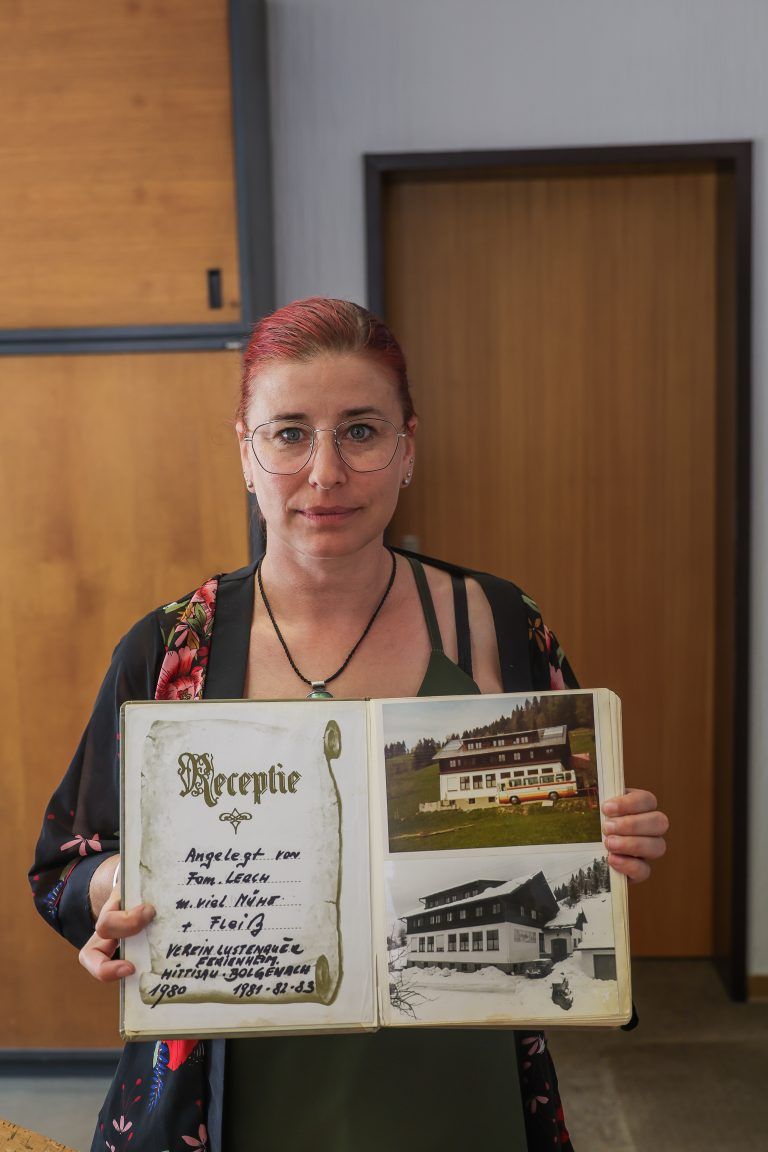 Receptie
Angelegt von
Fam. Lerch
m. viel Mühe
+ Fleiß
VEREIN LUSTENAUER
FERIENHEIM.
HITTISAU-BOLGENACH
1980 1981-82-83